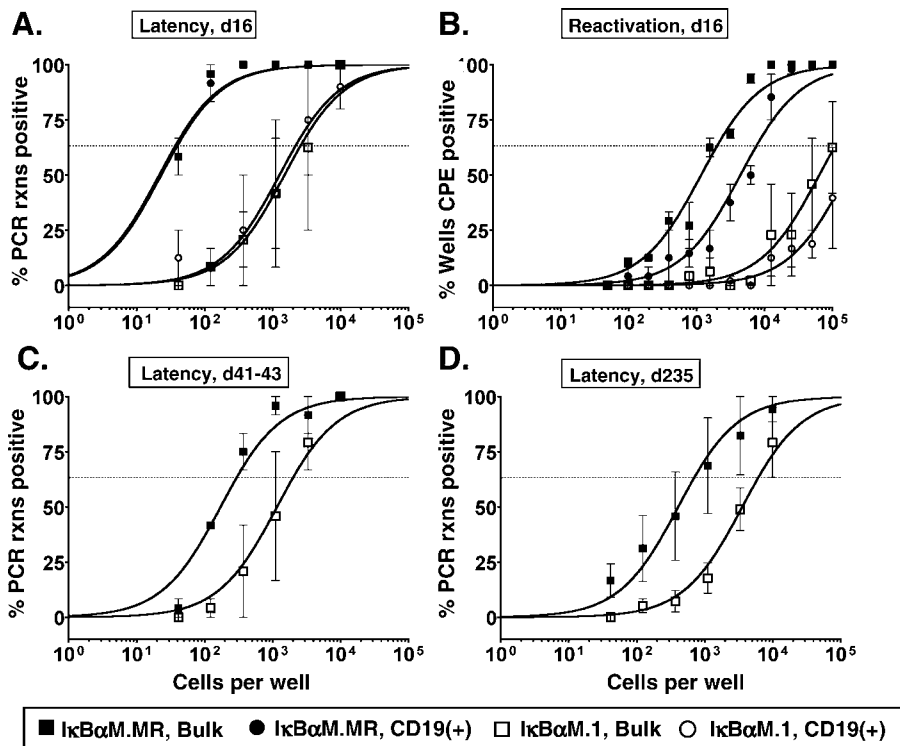 A. Latency, d16
% PCR rxns positive
100
75
50
25
0
10^0 10^1 10^2 10^3 10^4 10^5
B. Reactivation, d16
% Wells CPE positive
100
75
50
25
0
10^0 10^1 10^2 10^3 10^4 10^5
C. Latency, d41-43
% PCR rxns positive
100
75
50
25
0
10^0 10^1 10^2 10^3 10^4 10^5
Cells per well
D. Latency, d235
% PCR rxns positive
100
75
50
25
0
10^0 10^1 10^2 10^3 10^4 10^5
Cells per well
IκBαM.MR, Bulk IκBαM.MR, CD19(+) IκBαM.1, Bulk IκBαM.1, CD19(+)